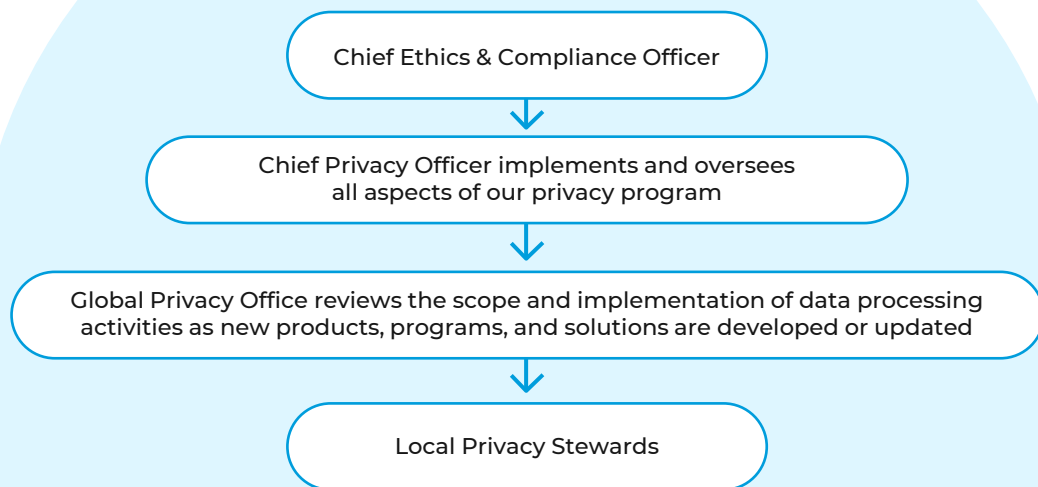 Chief Ethics & Compliance Officer
Chief Privacy Officer implements and oversees
all aspects of our privacy program
Global Privacy Office reviews the scope and implementation of data processing
activities as new products, programs, and solutions are developed or updated
Local Privacy Stewards